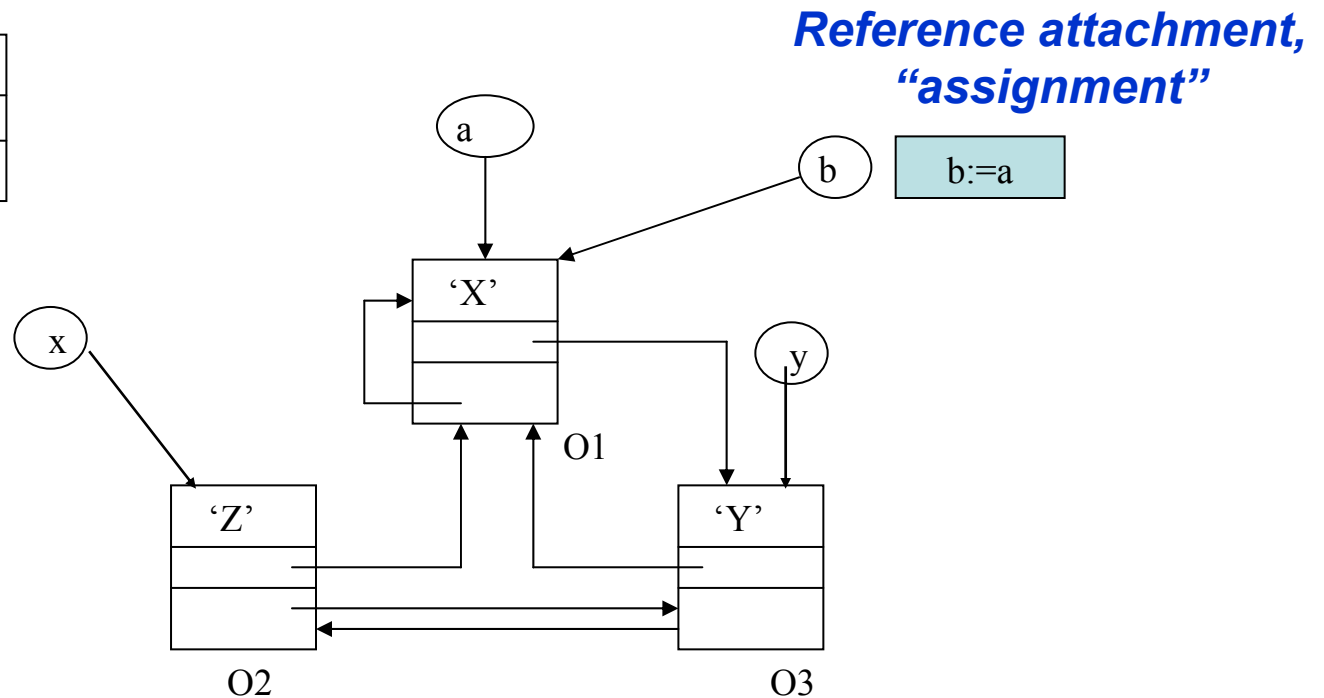 Reference attachment,
“assignment”
a
b
b:=a
‘X’
x
y
O1
‘Z’
‘Y’
O2
O3